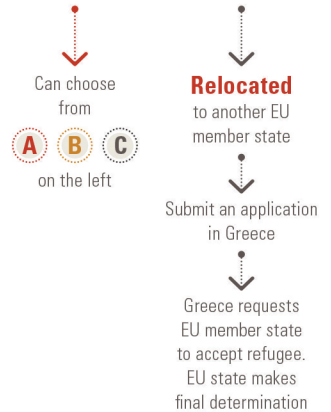 Can choose
from
A B C
on the left
Relocated
to another EU
member state
Submit an application
in Greece
Greece requests
EU member state
to accept refugee.
EU state makes
final determination